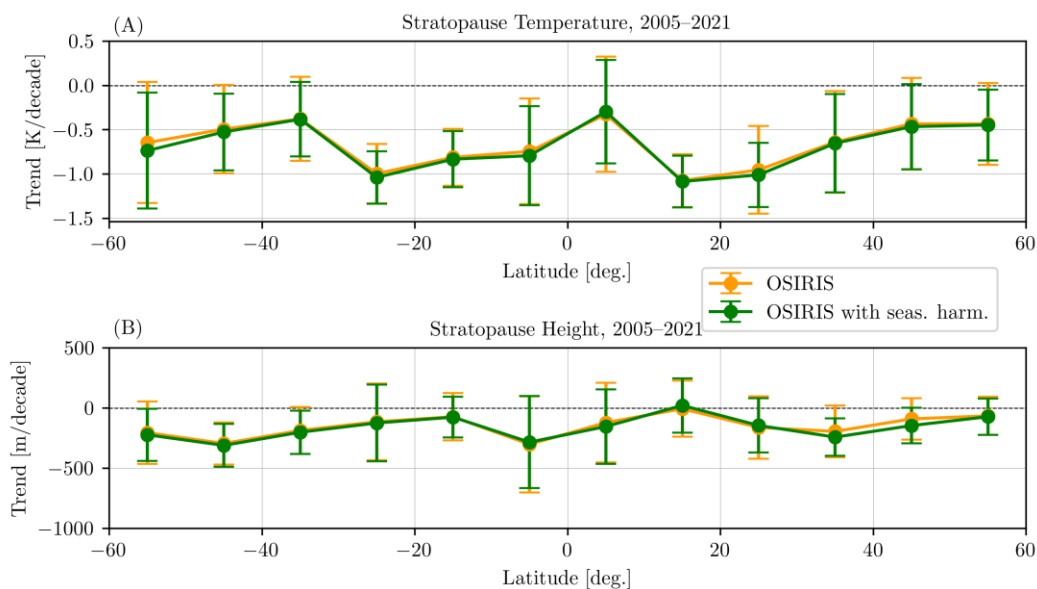 (A)
Stratopause Temperature, 2005–2021
Trend [K/decade]
0.5
0.0
−0.5
−1.0
−1.5
−60
−40
−20
0
20
40
60
Latitude [deg.]
OSIRIS
OSIRIS with seas. harm.
(B)
Stratopause Height, 2005–2021
Trend [m/decade]
500
0
−500
−1000
−60
−40
−20
0
20
40
60
Latitude [deg.]